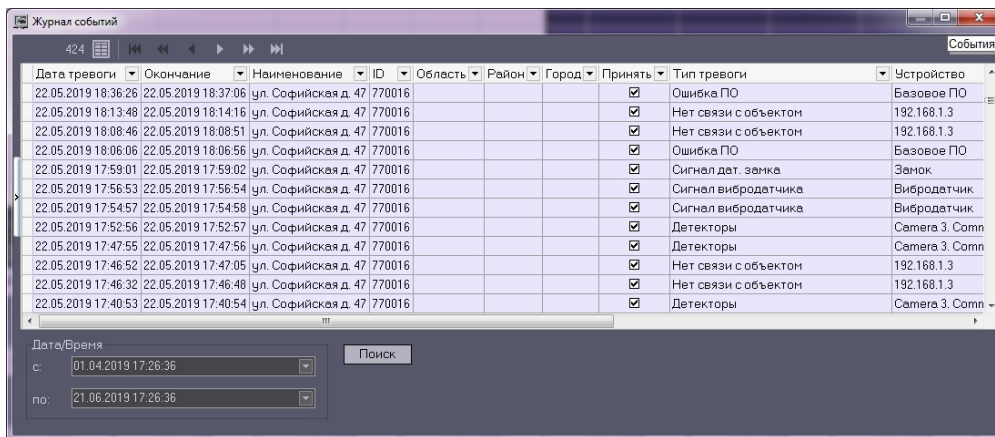 Журнал событий
424
События
Дата тревоги Окончание Наименование ID Область Район Город Принять Тип тревоги Устройство
22.05.2019 18:36:26 22.05.2019 18:37:06 ул. Софийская д. 47 770016 Ошибка ПО Базовое ПО
22.05.2019 18:13:48 22.05.2019 18:14:16 ул. Софийская д. 47 770016 Нет связи с объектом 192.168.1.3
22.05.2019 18:08:46 22.05.2019 18:08:51 ул. Софийская д. 47 770016 Нет связи с объектом 192.168.1.3
22.05.2019 18:06:06 22.05.2019 18:06:56 ул. Софийская д. 47 770016 Ошибка ПО Базовое ПО
22.05.2019 17:59:01 22.05.2019 17:59:02 ул. Софийская д. 47 770016 Сигнал дат. замка Замок
22.05.2019 17:56:53 22.05.2019 17:56:54 ул. Софийская д. 47 770016 Сигнал вибродатчика Вибродатчик
22.05.2019 17:54:57 22.05.2019 17:54:58 ул. Софийская д. 47 770016 Сигнал вибродатчика Вибродатчик
22.05.2019 17:52:56 22.05.2019 17:52:57 ул. Софийская д. 47 770016 Детекторы Camera 3. Comm
22.05.2019 17:47:55 22.05.2019 17:47:56 ул. Софийская д. 47 770016 Детекторы Camera 3. Comm
22.05.2019 17:46:52 22.05.2019 17:47:05 ул. Софийская д. 47 770016 Нет связи с объектом 192.168.1.3
22.05.2019 17:46:32 22.05.2019 17:46:48 ул. Софийская д. 47 770016 Нет связи с объектом 192.168.1.3
22.05.2019 17:40:53 22.05.2019 17:40:54 ул. Софийская д. 47 770016 Детекторы Camera 3. Comm
Дата/Время
с: 01.04.2019 17:26:36 Поиск
по: 21.06.2019 17:26:36